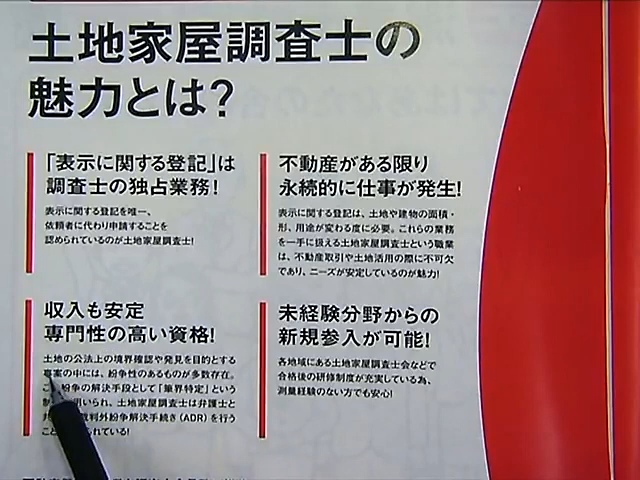 土地家屋調査士の
魅力とは?
「表示に関する登記」は
調査士の独占業務!
表示に関する登記を唯一、
依頼者に代わり申請することを
認められているのが土地家屋調査士!
不動産がある限り
永続的に仕事が発生!
表示に関する登記は、土地や建物の面積・
形、用途が変わる度に必要。これらの業務
を一手に扱える土地家屋調査士という職業
は、不動産取引や土地活用の際に不可欠
であり、ニーズが安定しているのが魅力!
収入も安定
専門性の高い資格!
土地の公法上の境界確認や発見を目的とする
事案の中には、紛争性のあるものが多数存在。
紛争の解決手段として「筆界特定」という
用いられ、土地家屋調査士は弁護士と
裁判外紛争解決手続き(ADR)を行う
こと
ている!
未経験分野からの
新規参入が可能!
各地域にある土地家屋調査士会などで
合格後の研修制度が充実している為、
測量経験のない方でも安心!